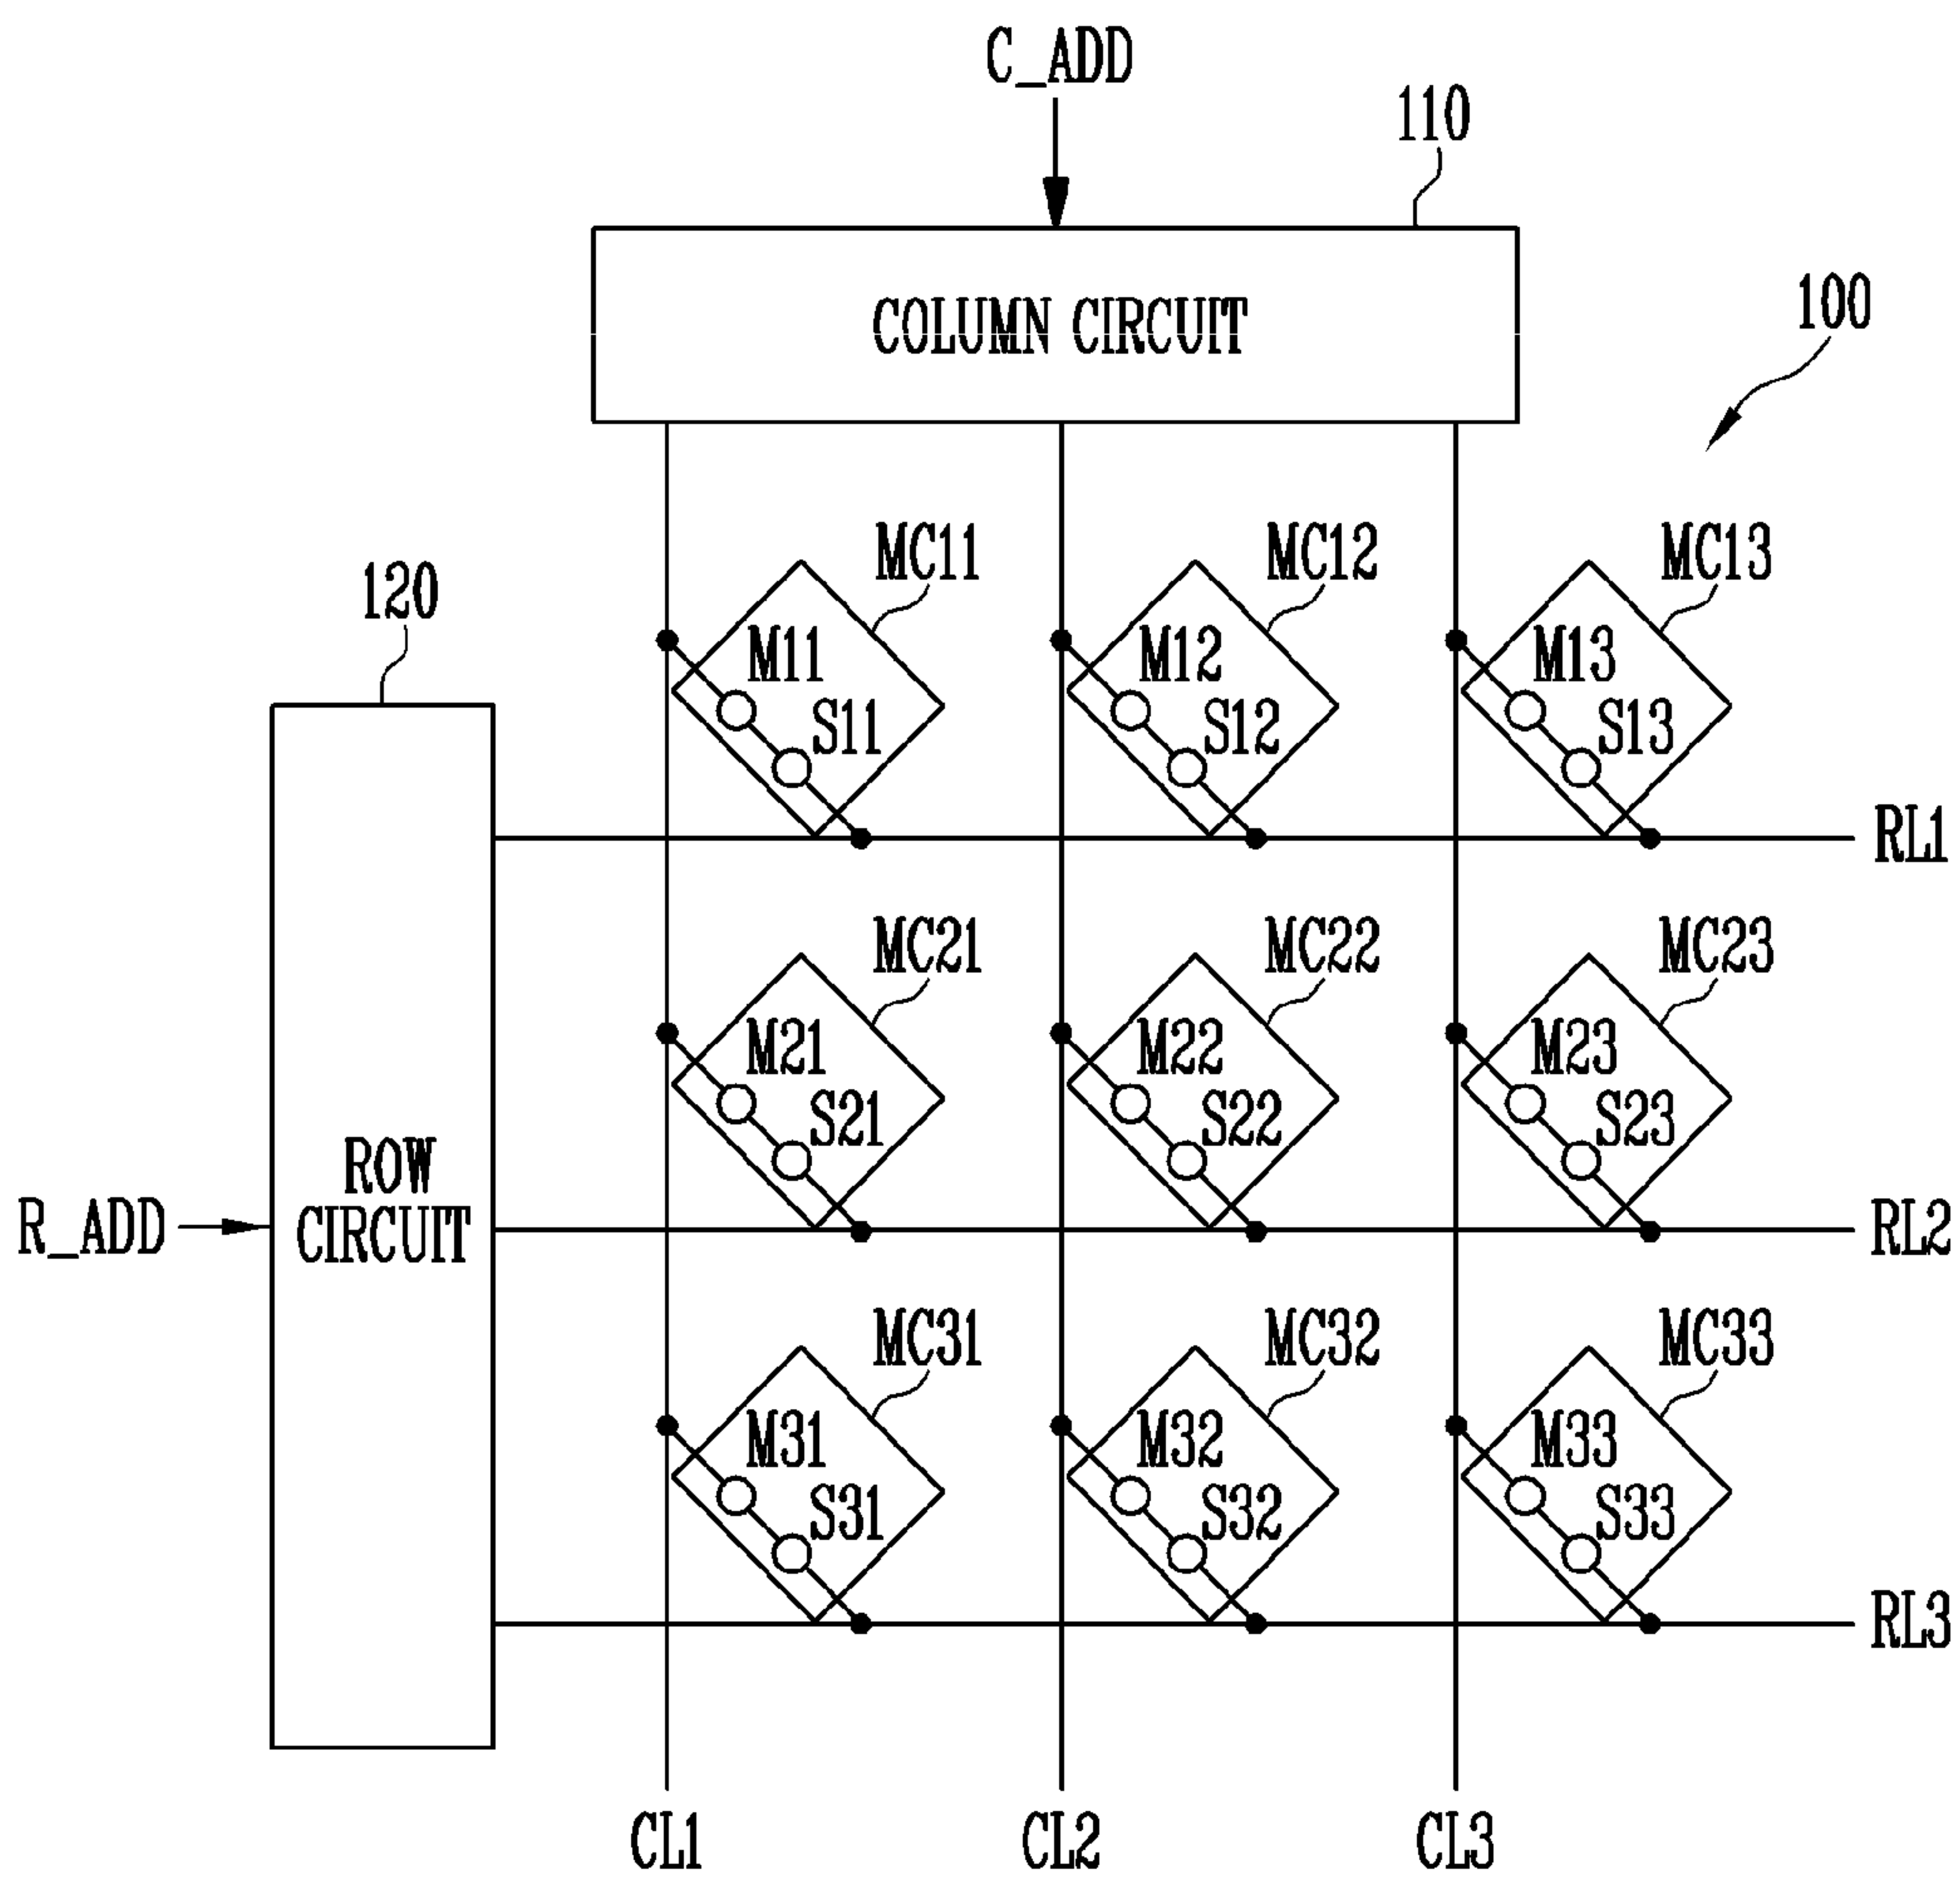 C_ADD
110
COLUMN CIRCUIT
100
MC11 MC12 MC13
120
M11 M12 M13
S11 S12 S13
RL1
MC21 MC22 MC23
M21 M22 M23
S21 S22 S23
ROW
CIRCUIT
R_ADD
RL2
MC31 MC32 MC33
M31 M32 M33
S31 S32 S33
RL3
CL1 CL2 CL3